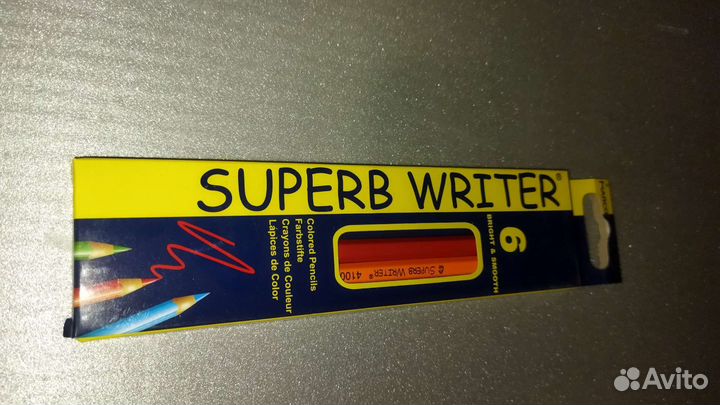 SUPERB WRITER®
6
BRIGHT & SMOOTH
Colored Pencils
Farbstifte
Crayons de Couleur
Lápices de Color
SUPERB WRITER® 4100
Avito